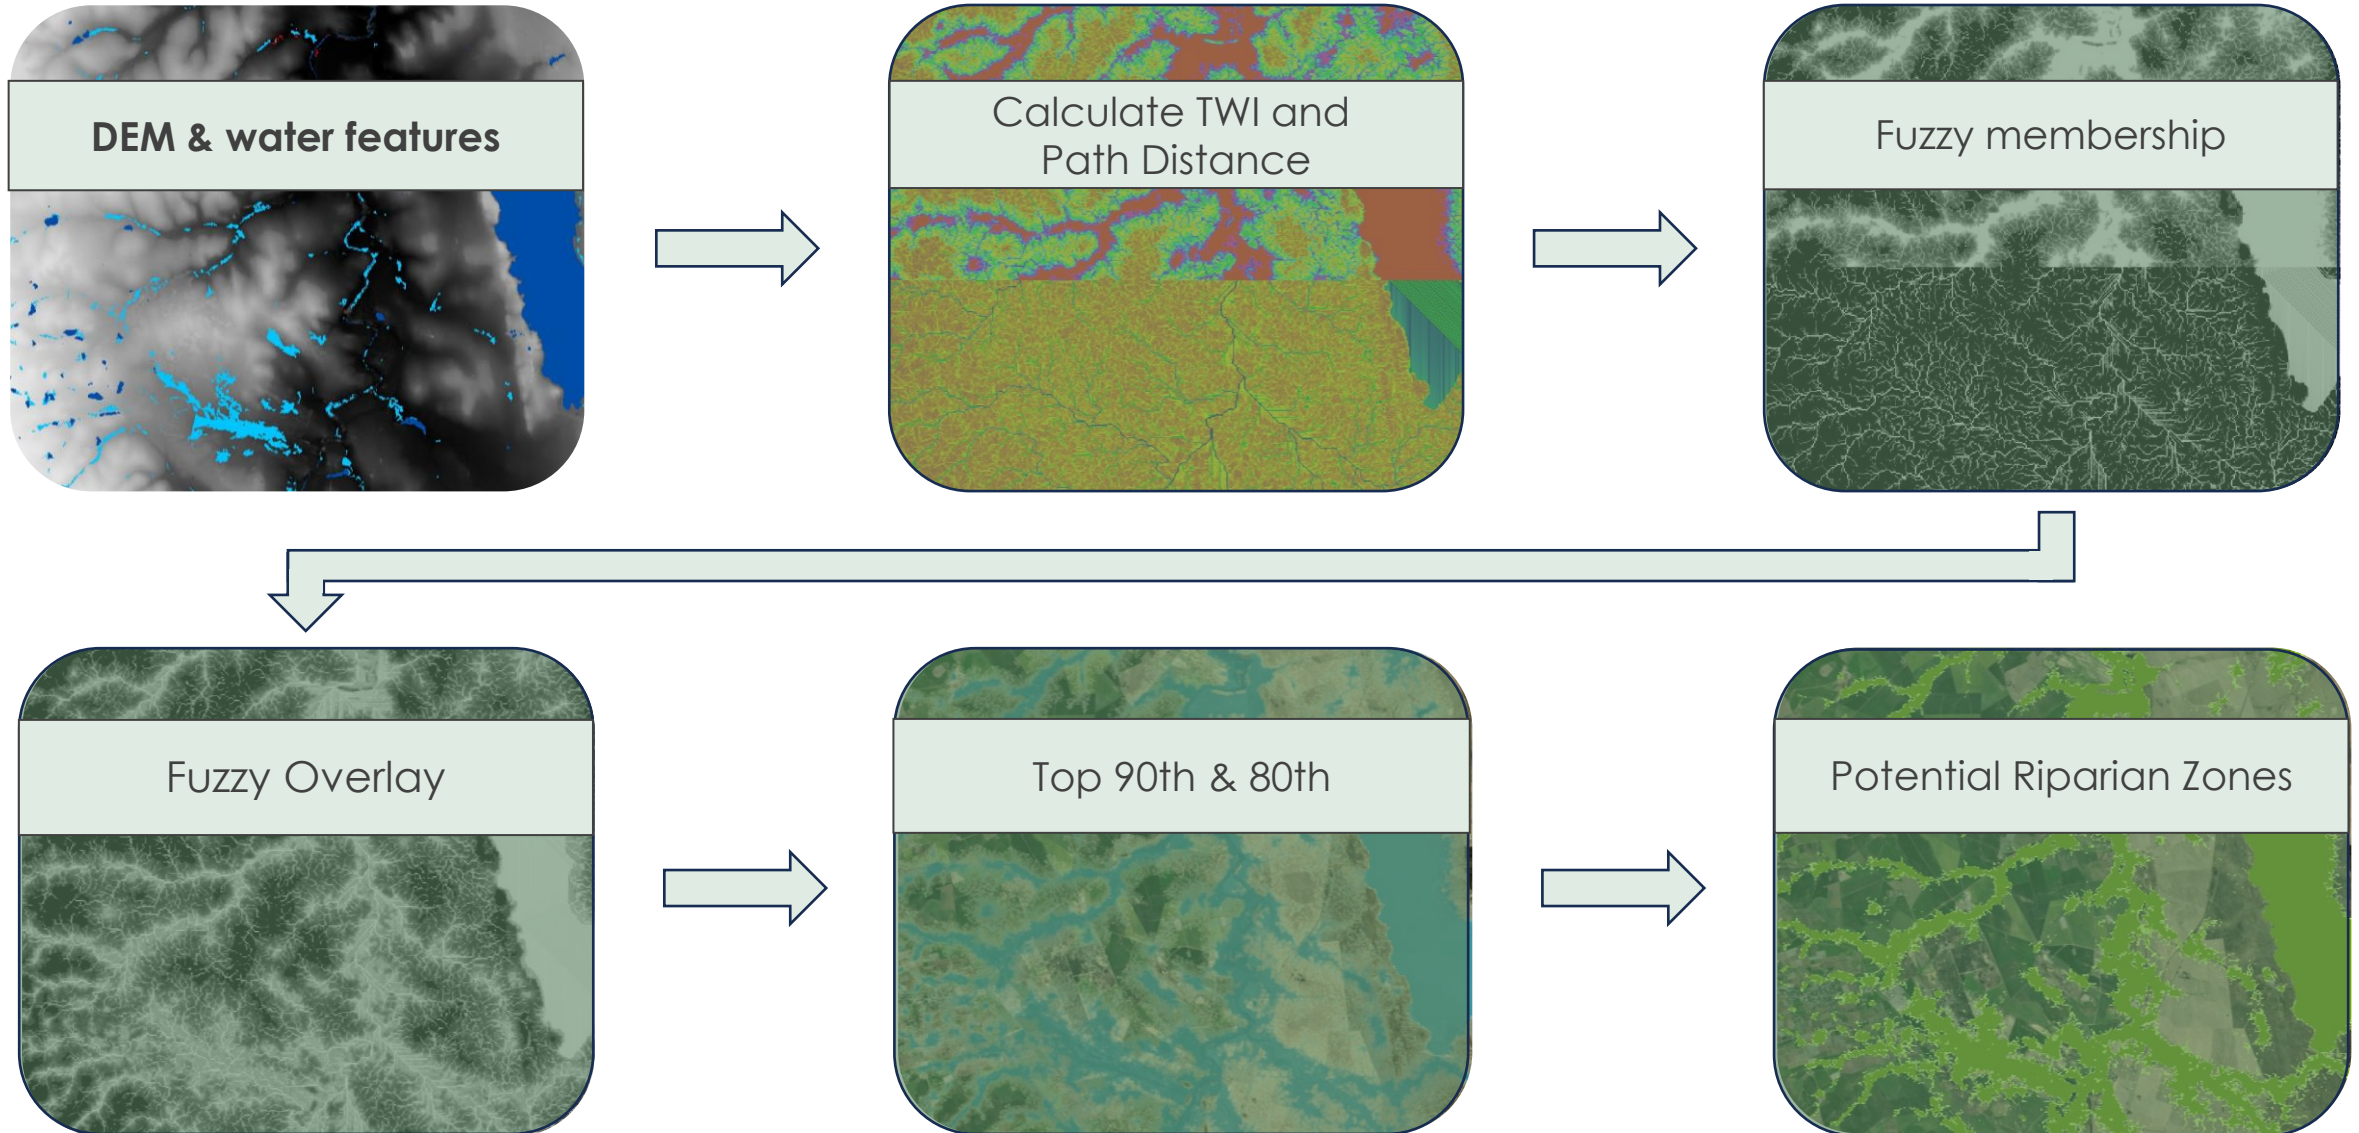 DEM & water features
Calculate TWI and
Path Distance
Fuzzy membership
Fuzzy Overlay
Top 90th & 80th
Potential Riparian Zones